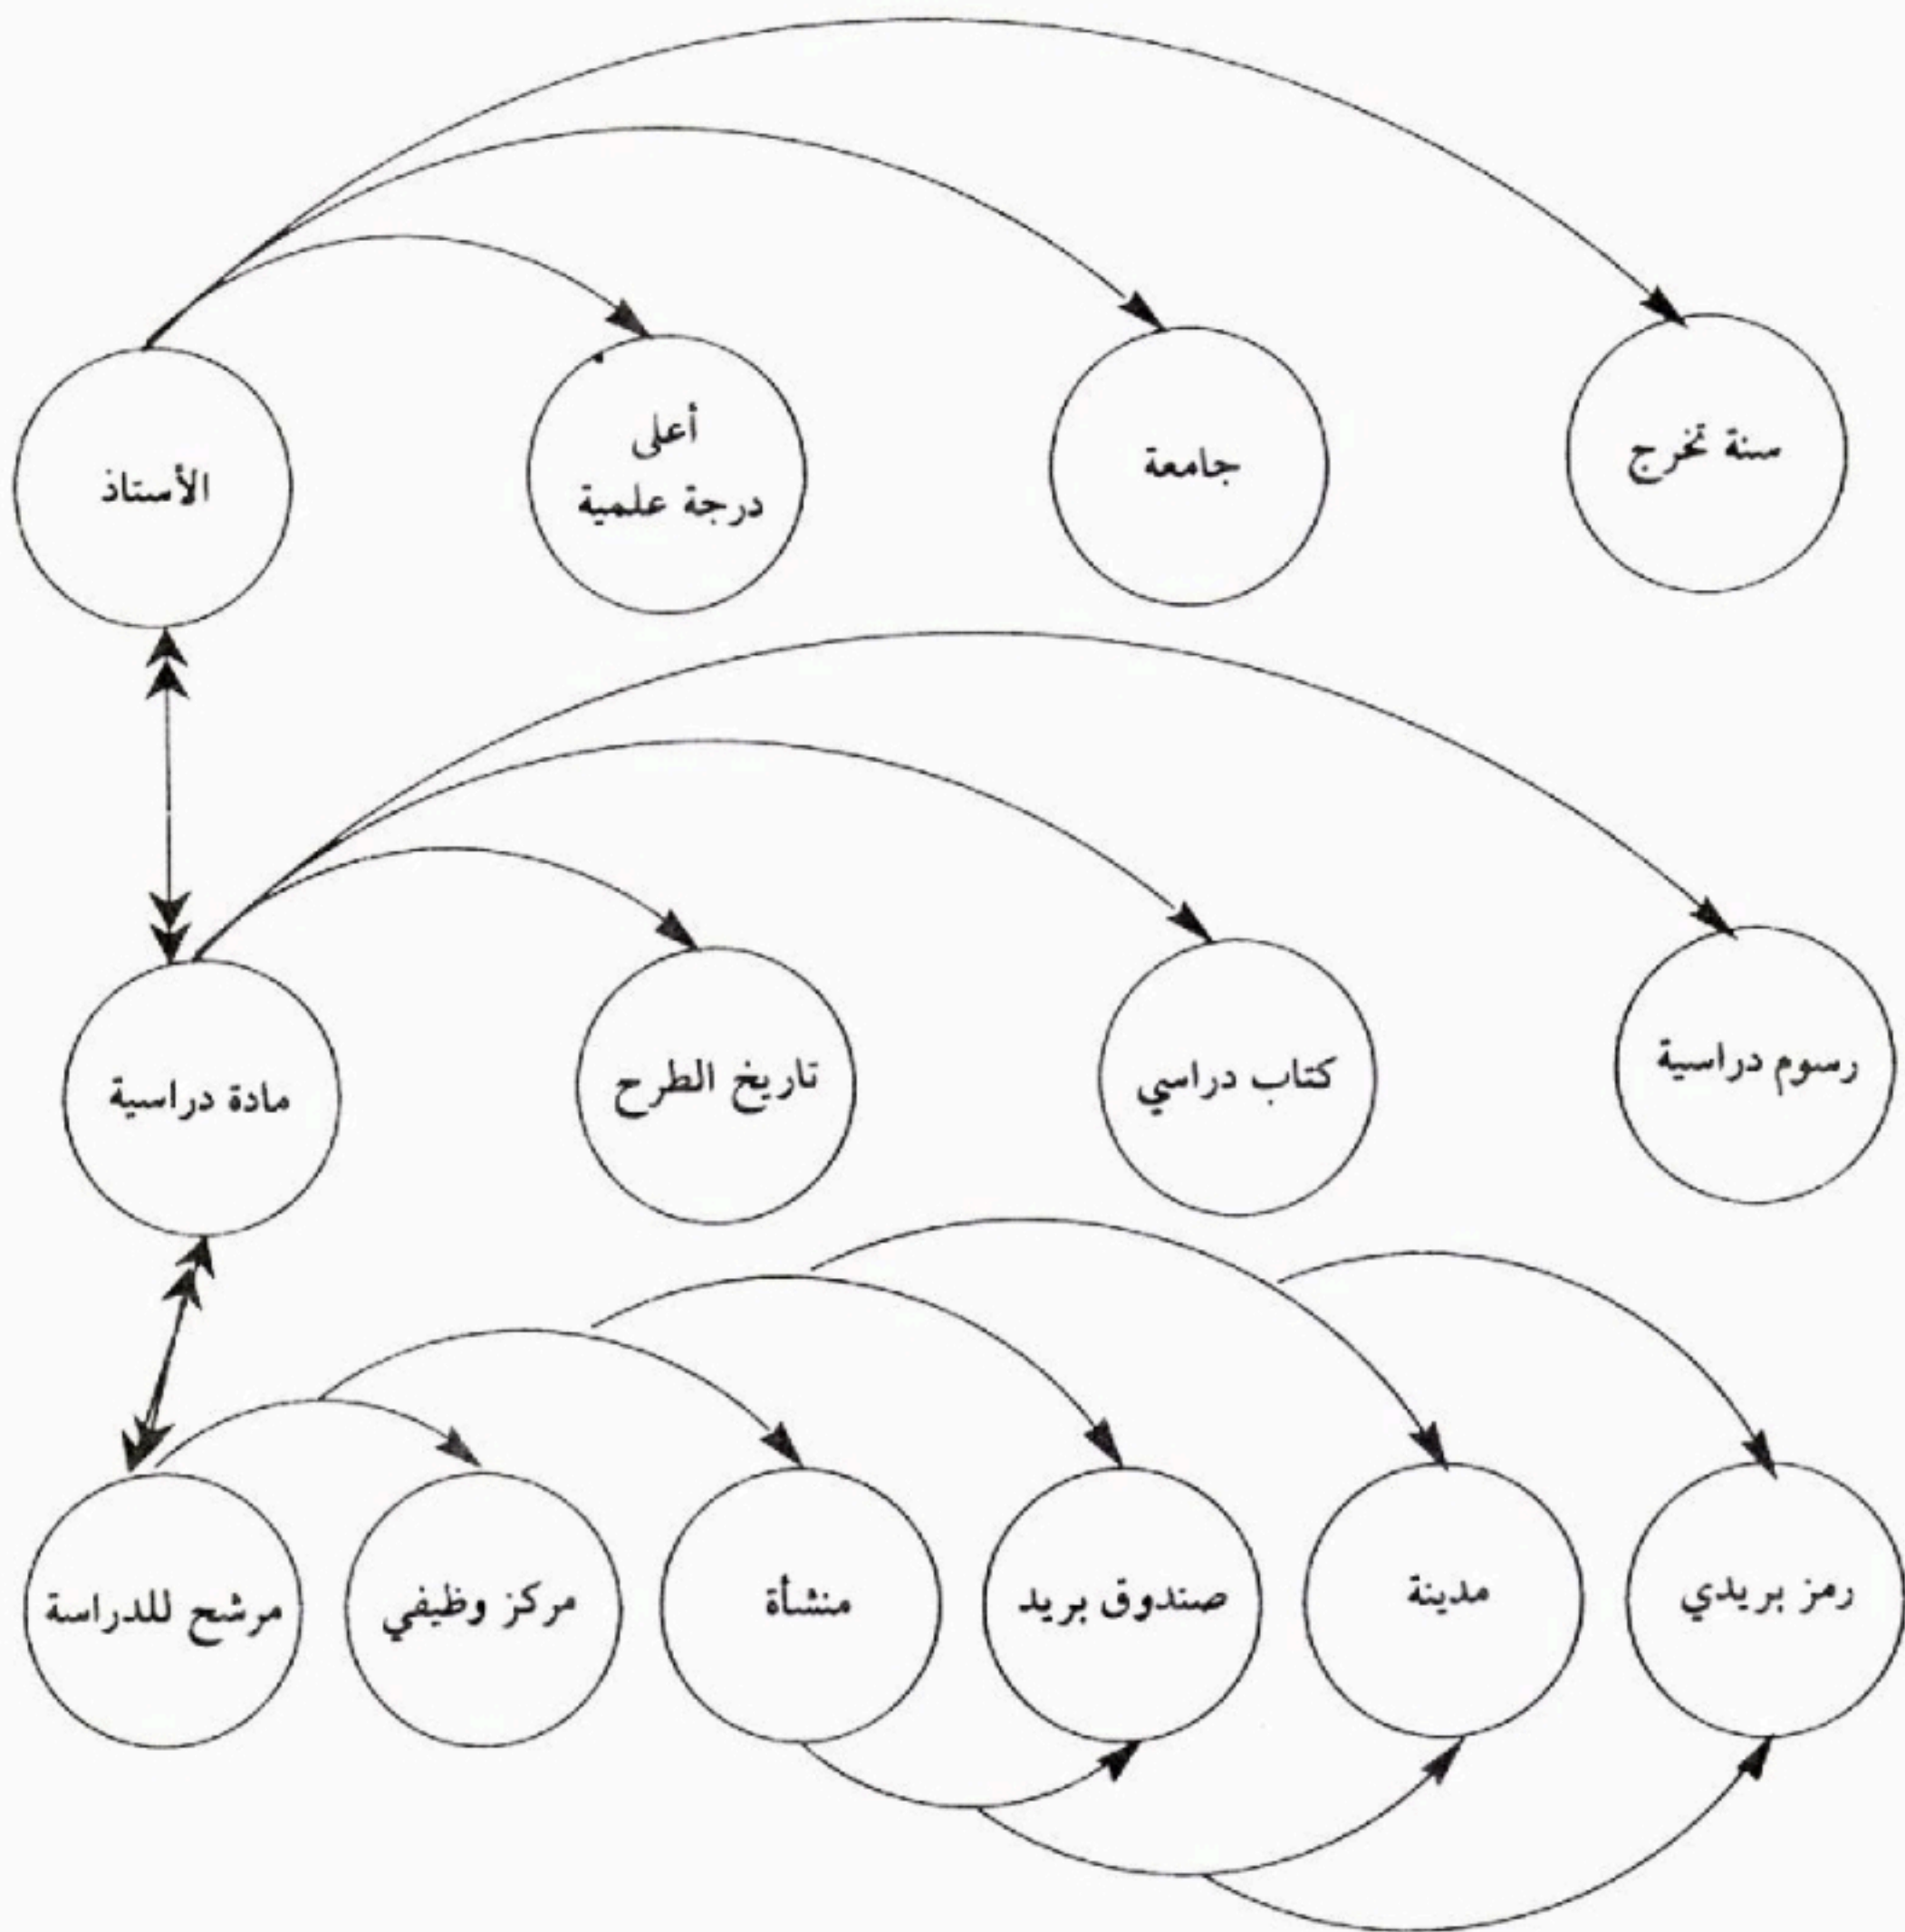 سنة تخرج
جامعة
أعلى
درجة علمية
الأستاذ
رسوم دراسية
كتاب دراسي
تاريخ الطرح
مادة دراسية
رمز بريدي
مدينة
صندوق بريد
منشأة
مركز وظيفي
مرشح للدراسة